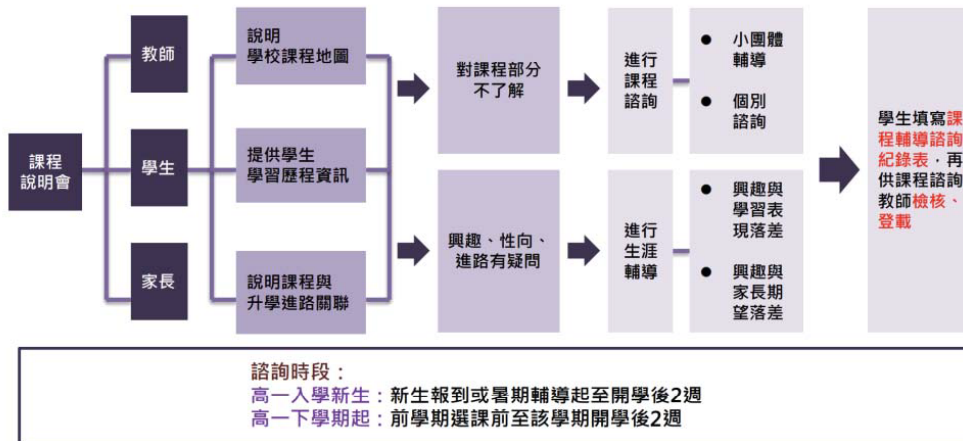 課程
說明會
教師
學生
家長
說明
學校課程地圖
提供學生
學習歷程資訊
說明課程與
升學進路關聯
對課程部分
不了解
興趣、性向、
進路有疑問
進行
課程
諮詢
進行
生涯
輔導
● 小團體
輔導
● 個別
諮詢
● 興趣與
學習表
現落差
● 興趣與
家長期
望落差
學生填寫課
程輔導諮詢
紀錄表，再
供課程諮詢
教師檢核、
登載
諮詢時段：
高一入學新生：新生報到或暑期輔導起至開學後2週
高一下學期起：前學期選課前至該學期開學後2週